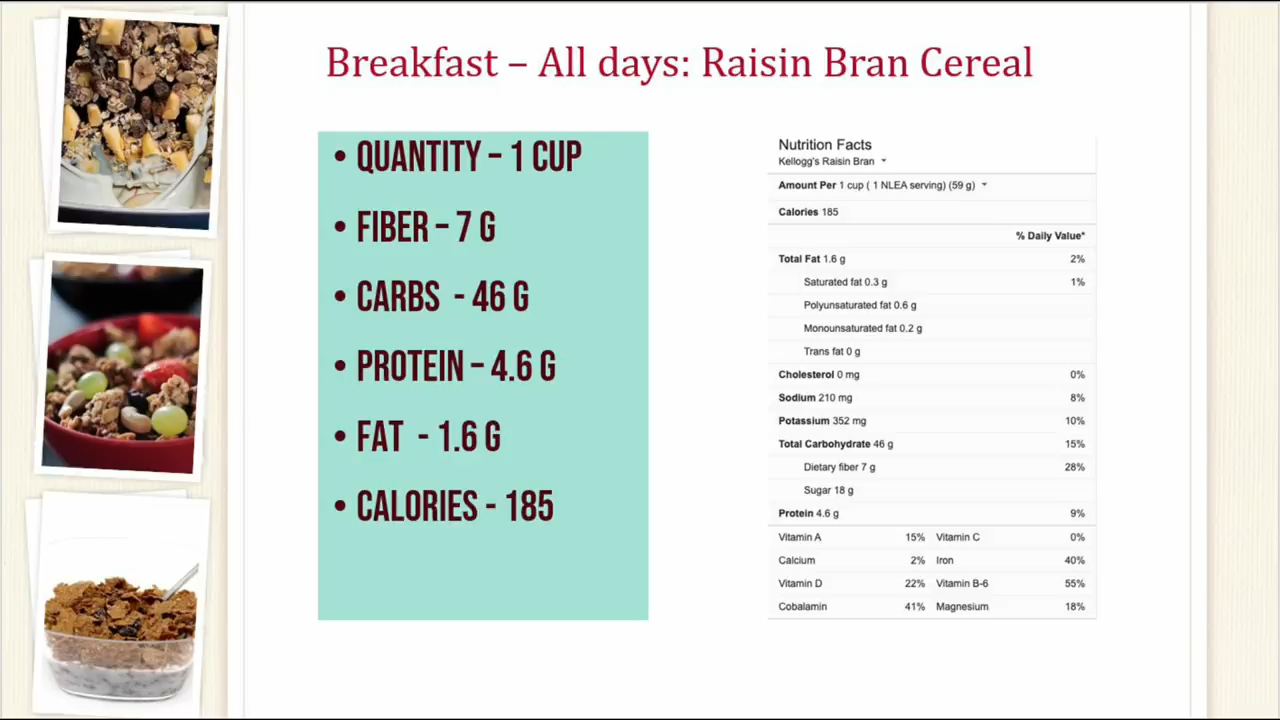 Breakfast – All days: Raisin Bran Cereal
• QUANTITY – 1 CUP
• FIBER – 7 G
• CARBS - 46 G
• PROTEIN – 4.6 G
• FAT - 1.6 G
• CALORIES - 185
Nutrition Facts
Kellogg's Raisin Bran
Amount Per 1 cup ( 1 NLEA serving) (59 g)
Calories 185
% Daily Value*
Total Fat 1.6 g 2%
Saturated fat 0.3 g 1%
Polyunsaturated fat 0.6 g
Monounsaturated fat 0.2 g
Trans fat 0 g
Cholesterol 0 mg 0%
Sodium 210 mg 8%
Potassium 352 mg 10%
Total Carbohydrate 46 g 15%
Dietary fiber 7 g 28%
Sugar 18 g
Protein 4.6 g 9%
Vitamin A 15% Vitamin C 0%
Calcium 2% Iron 40%
Vitamin D 22% Vitamin B-6 55%
Cobalamin 41% Magnesium 18%